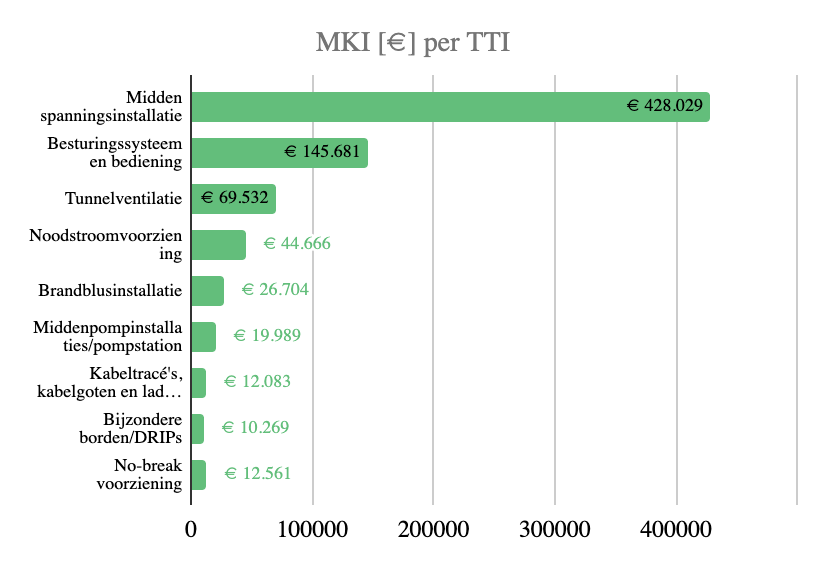 MKI [€] per TTI
Midden
spanningsinstallatie
€ 428.029
Besturingssysteem
en bediening
€ 145.681
Tunnelventilatie
€ 69.532
Noodstroomvoorzien
ing
€ 44.666
Brandblusinstallatie
€ 26.704
Middenpompinstalla
ties/pompstation
€ 19.989
Kabeltracé's,
kabelgoten en lad…
€ 12.083
Bijzondere
borden/DRIPs
€ 10.269
No-break
voorziening
€ 12.561
0 100000 200000 300000 400000